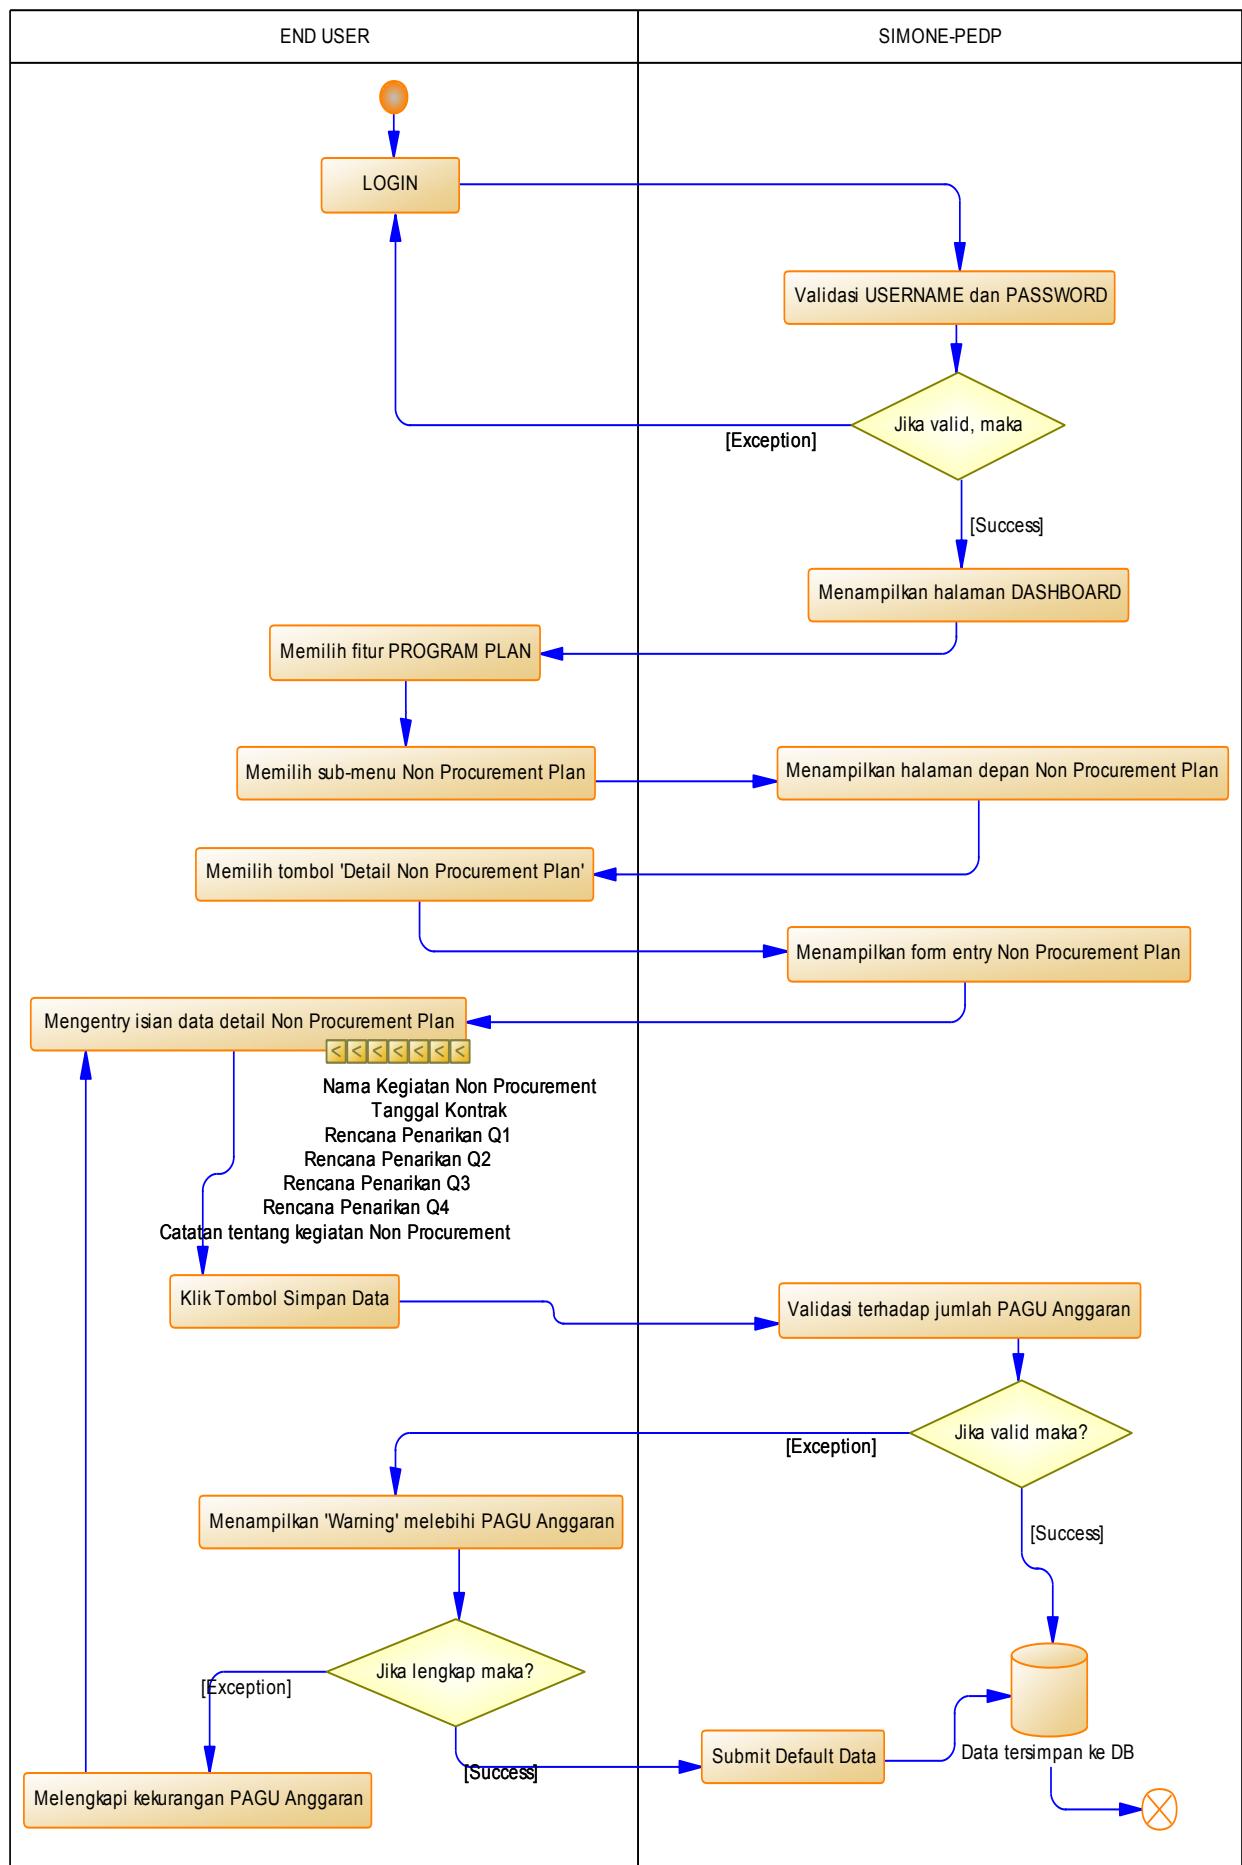 END USER
SIMONE-PEDP
LOGIN
Validasi USERNAME dan PASSWORD
Jika valid, maka
[Exception]
[Success]
Menampilkan halaman DASHBOARD
Memilih fitur PROGRAM PLAN
Memilih sub-menu Non Procurement Plan
Menampilkan halaman depan Non Procurement Plan
Memilih tombol 'Detail Non Procurement Plan'
Menampilkan form entry Non Procurement Plan
Mengentry isian data detail Non Procurement Plan
< < < < < < <
Nama Kegiatan Non Procurement
Tanggal Kontrak
Rencana Penarikan Q1
Rencana Penarikan Q2
Rencana Penarikan Q3
Rencana Penarikan Q4
Catatan tentang kegiatan Non Procurement
Klik Tombol Simpan Data
Validasi terhadap jumlah PAGU Anggaran
Jika valid maka?
[Exception]
Menampilkan 'Warning' melebihi PAGU Anggaran
[Success]
Jika lengkap maka?
[Exception]
[Success]
Submit Default Data
Data tersimpan ke DB
Melengkapi kekurangan PAGU Anggaran